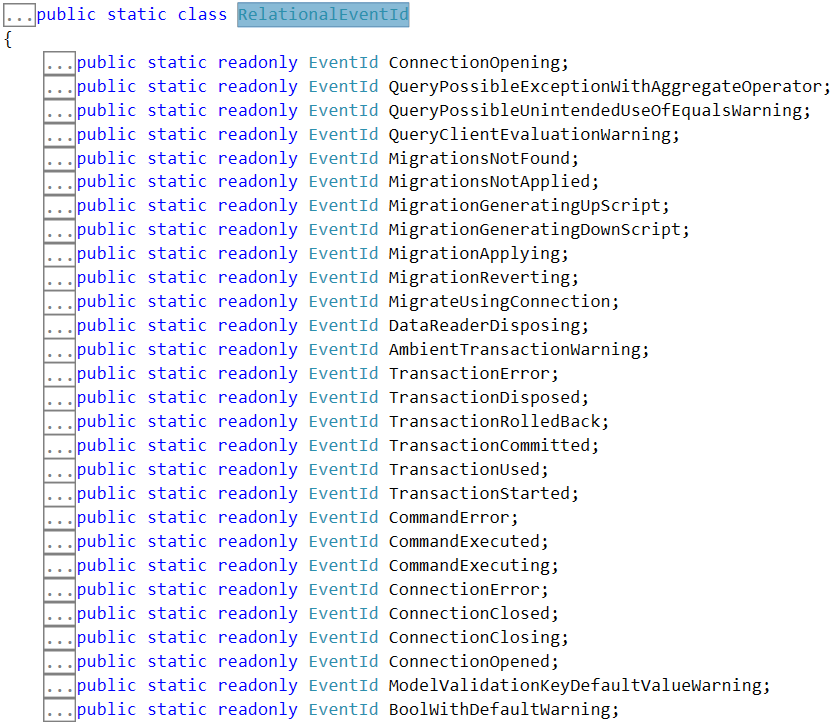 ...public static class RelationalEventId
{
...public static readonly EventId ConnectionOpening;
...public static readonly EventId QueryPossibleExceptionWithAggregateOperator;
...public static readonly EventId QueryPossibleUnintendedUseOfEqualsWarning;
...public static readonly EventId QueryClientEvaluationWarning;
...public static readonly EventId MigrationsNotFound;
...public static readonly EventId MigrationsNotApplied;
...public static readonly EventId MigrationGeneratingUpScript;
...public static readonly EventId MigrationGeneratingDownScript;
...public static readonly EventId MigrationApplying;
...public static readonly EventId MigrationReverting;
...public static readonly EventId MigrateUsingConnection;
...public static readonly EventId DataReaderDisposing;
...public static readonly EventId AmbientTransactionWarning;
...public static readonly EventId TransactionError;
...public static readonly EventId TransactionDisposed;
...public static readonly EventId TransactionRolledBack;
...public static readonly EventId TransactionCommitted;
...public static readonly EventId TransactionUsed;
...public static readonly EventId TransactionStarted;
...public static readonly EventId CommandError;
...public static readonly EventId CommandExecuted;
...public static readonly EventId CommandExecuting;
...public static readonly EventId ConnectionError;
...public static readonly EventId ConnectionClosed;
...public static readonly EventId ConnectionClosing;
...public static readonly EventId ConnectionOpened;
...public static readonly EventId ModelValidationKeyDefaultValueWarning;
...public static readonly EventId BoolWithDefaultWarning;